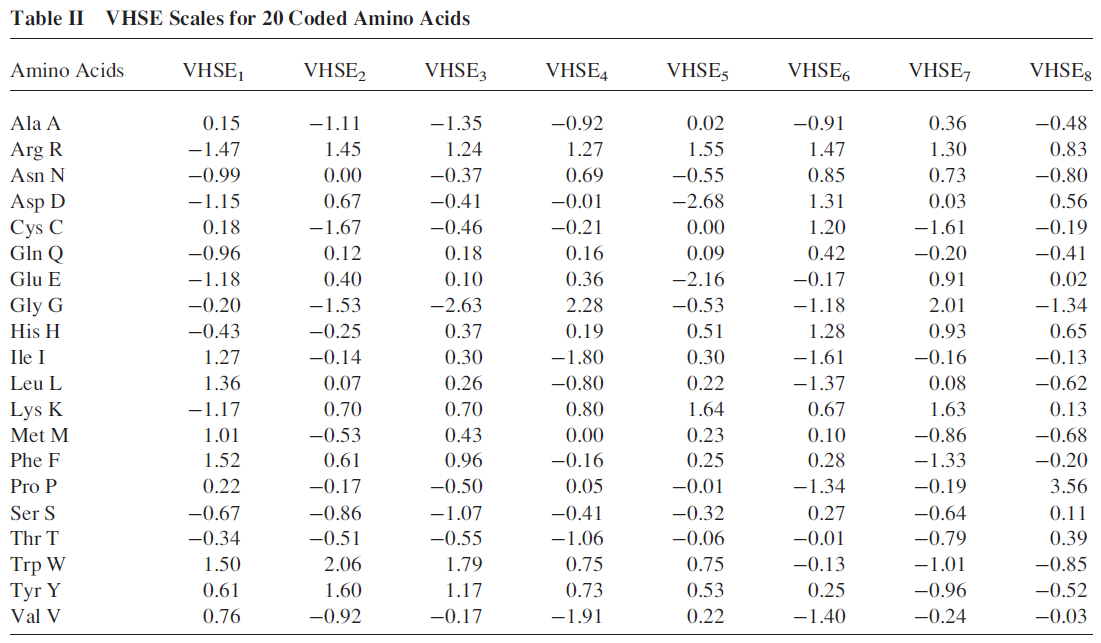 Table II VHSE Scales for 20 Coded Amino Acids
Amino Acids VHSE1 VHSE2 VHSE3 VHSE4 VHSE5 VHSE6 VHSE7 VHSE8
Ala A 0.15 −1.11 −1.35 −0.92 0.02 −0.91 0.36 −0.48
Arg R −1.47 1.45 1.24 1.27 1.55 1.47 1.30 0.83
Asn N −0.99 0.00 −0.37 0.69 −0.55 0.85 0.73 −0.80
Asp D −1.15 0.67 −0.41 −0.01 −2.68 1.31 0.03 0.56
Cys C 0.18 −1.67 −0.46 −0.21 0.00 1.20 −1.61 −0.19
Gln Q −0.96 0.12 0.18 0.16 0.09 0.42 −0.20 −0.41
Glu E −1.18 0.40 0.10 0.36 −2.16 −0.17 0.91 0.02
Gly G −0.20 −1.53 −2.63 2.28 −0.53 −1.18 2.01 −1.34
His H −0.43 −0.25 0.37 0.19 0.51 1.28 0.93 0.65
Ile I 1.27 −0.14 0.30 −1.80 0.30 −1.61 −0.16 −0.13
Leu L 1.36 0.07 0.26 −0.80 0.22 −1.37 0.08 −0.62
Lys K −1.17 0.70 0.70 0.80 1.64 0.67 1.63 0.13
Met M 1.01 −0.53 0.43 0.00 0.23 0.10 −0.86 −0.68
Phe F 1.52 0.61 0.96 −0.16 0.25 0.28 −1.33 −0.20
Pro P 0.22 −0.17 −0.50 0.05 −0.01 −1.34 −0.19 3.56
Ser S −0.67 −0.86 −1.07 −0.41 −0.32 0.27 −0.64 0.11
Thr T −0.34 −0.51 −0.55 −1.06 −0.06 −0.01 −0.79 0.39
Trp W 1.50 2.06 1.79 0.75 0.75 −0.13 −1.01 −0.85
Tyr Y 0.61 1.60 1.17 0.73 0.53 0.25 −0.96 −0.52
Val V 0.76 −0.92 −0.17 −1.91 0.22 −1.40 −0.24 −0.03